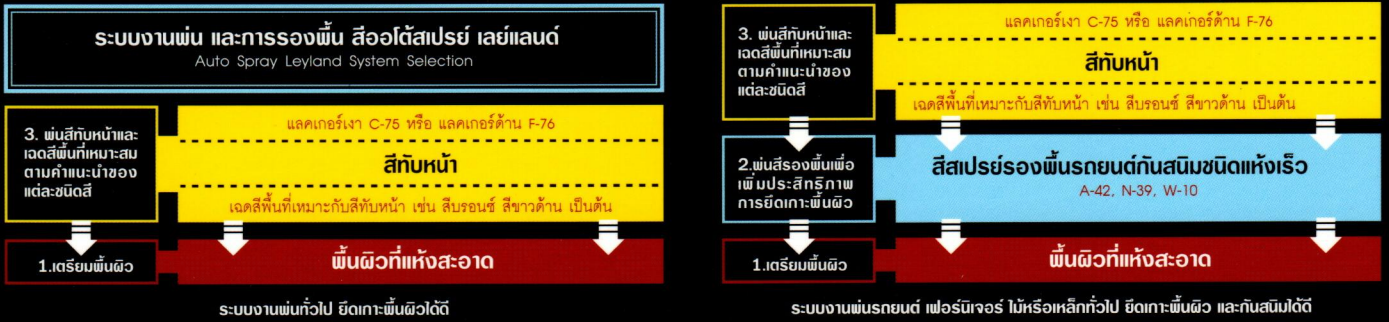 ระบบงานพ่น และการรองพื้น สีออโต้สเปรย์ เลย์แลนด์
Auto Spray Leyland System Selection
3. พ่นสีทับหน้าและ
เฉดสีพื้นที่เหมาะสม
ตามคำแนะนำของ
แต่ละชนิดสี
แลคเกอร์เงา C-75 หรือ แลคเกอร์ด้าน F-76
สีทับหน้า
เฉดสีพื้นที่เหมาะกับสีทับหน้า เช่น สีบรอนซ์ สีขาวด้าน เป็นต้น
1.เตรียมพื้นผิว
พื้นผิวที่แห้งสะอาด
ระบบงานพ่นทั่วไป ยึดเกาะพื้นผิวได้ดี
3. พ่นสีทับหน้าและ
เฉดสีพื้นที่เหมาะสม
ตามคำแนะนำของ
แต่ละชนิดสี
แลคเกอร์เงา C-75 หรือ แลคเกอร์ด้าน F-76
สีทับหน้า
เฉดสีพื้นที่เหมาะกับสีทับหน้า เช่น สีบรอนซ์ สีขาวด้าน เป็นต้น
2.พ่นสีรองพื้นเพื่อ
เพิ่มประสิทธิภาพ
การยึดเกาะพื้นผิว
สีสเปรย์รองพื้นรถยนต์กันสนิมชนิดแห้งเร็ว
A-42, N-39, W-10
1.เตรียมพื้นผิว
พื้นผิวที่แห้งสะอาด
ระบบงานพ่นรถยนต์ เฟอร์นิเจอร์ ไม้หรือเหล็กทั่วไป ยึดเกาะพื้นผิว และกันสนิมได้ดี